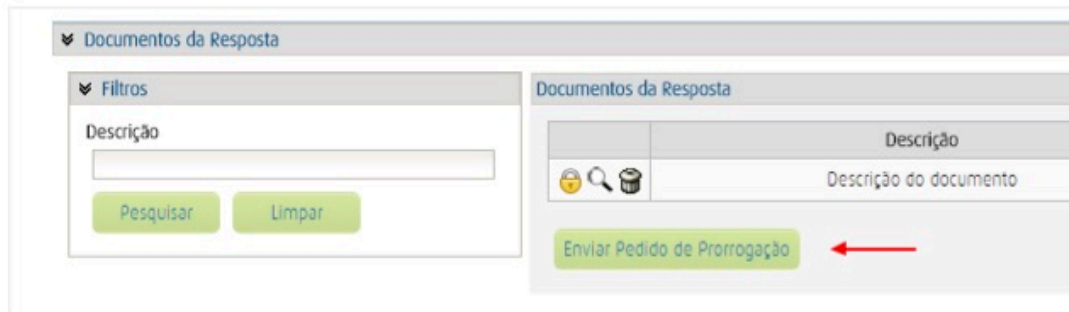 Documentos da Resposta
Filtros
Descrição
Pesquisar
Limpar
Documentos da Resposta
Descrição
Descrição do documento
Enviar Pedido de Prorrogação